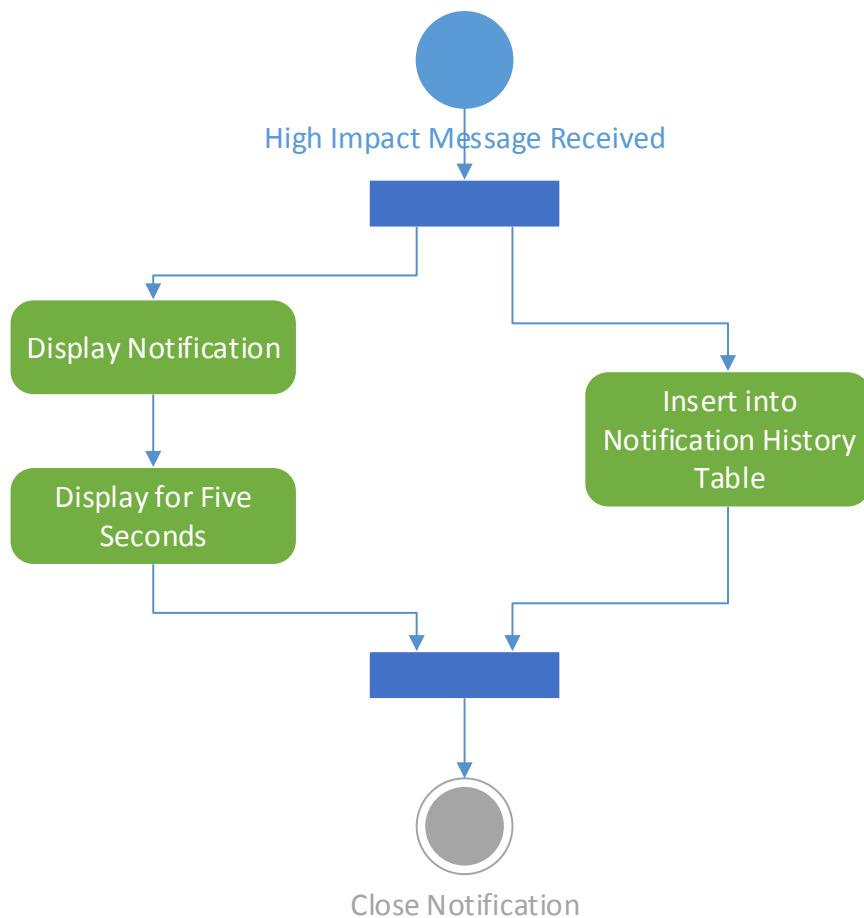 High Impact Message Received
Display Notification
Insert into
Notification History
Table
Display for Five
Seconds
Close Notification